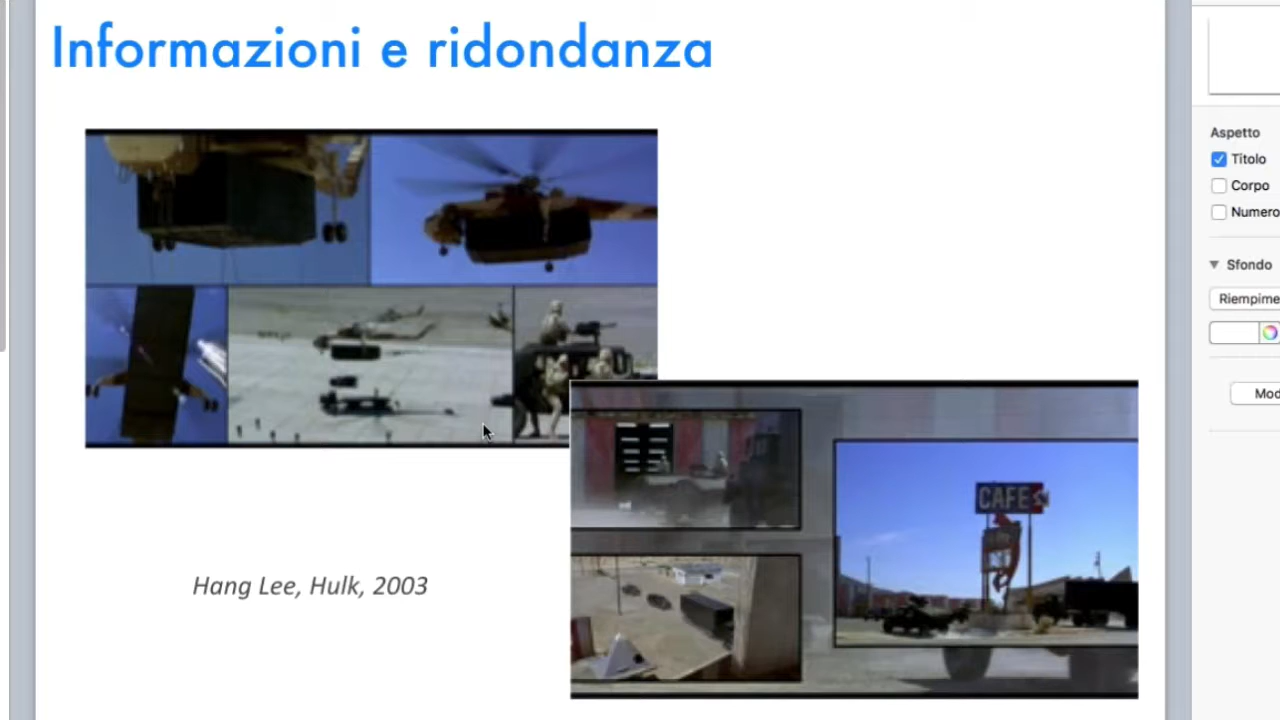 Informazioni e ridondanza
Aspetto
Titolo
Corpo
Numero
Sfondo
Riempime
Mod
CAFE
Hang Lee, Hulk, 2003